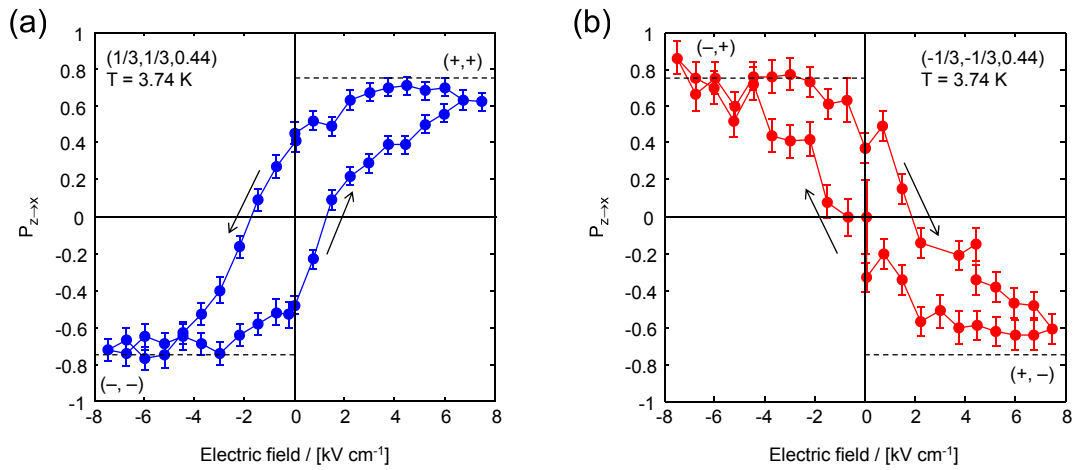 (a)
(1/3,1/3,0.44)
T = 3.74 K
(+,+)
(–, –)
1
0.8
0.6
0.4
0.2
0
-0.2
-0.4
-0.6
-0.8
-1
-8 -6 -4 -2 0 2 4 6 8
P z→x
Electric field / [kV cm⁻¹]
(b)
(–,+)
(-1/3,-1/3,0.44)
T = 3.74 K
(+, –)
1
0.8
0.6
0.4
0.2
0
-0.2
-0.4
-0.6
-0.8
-1
-8 -6 -4 -2 0 2 4 6 8
P z→x
Electric field / [kV cm⁻¹]